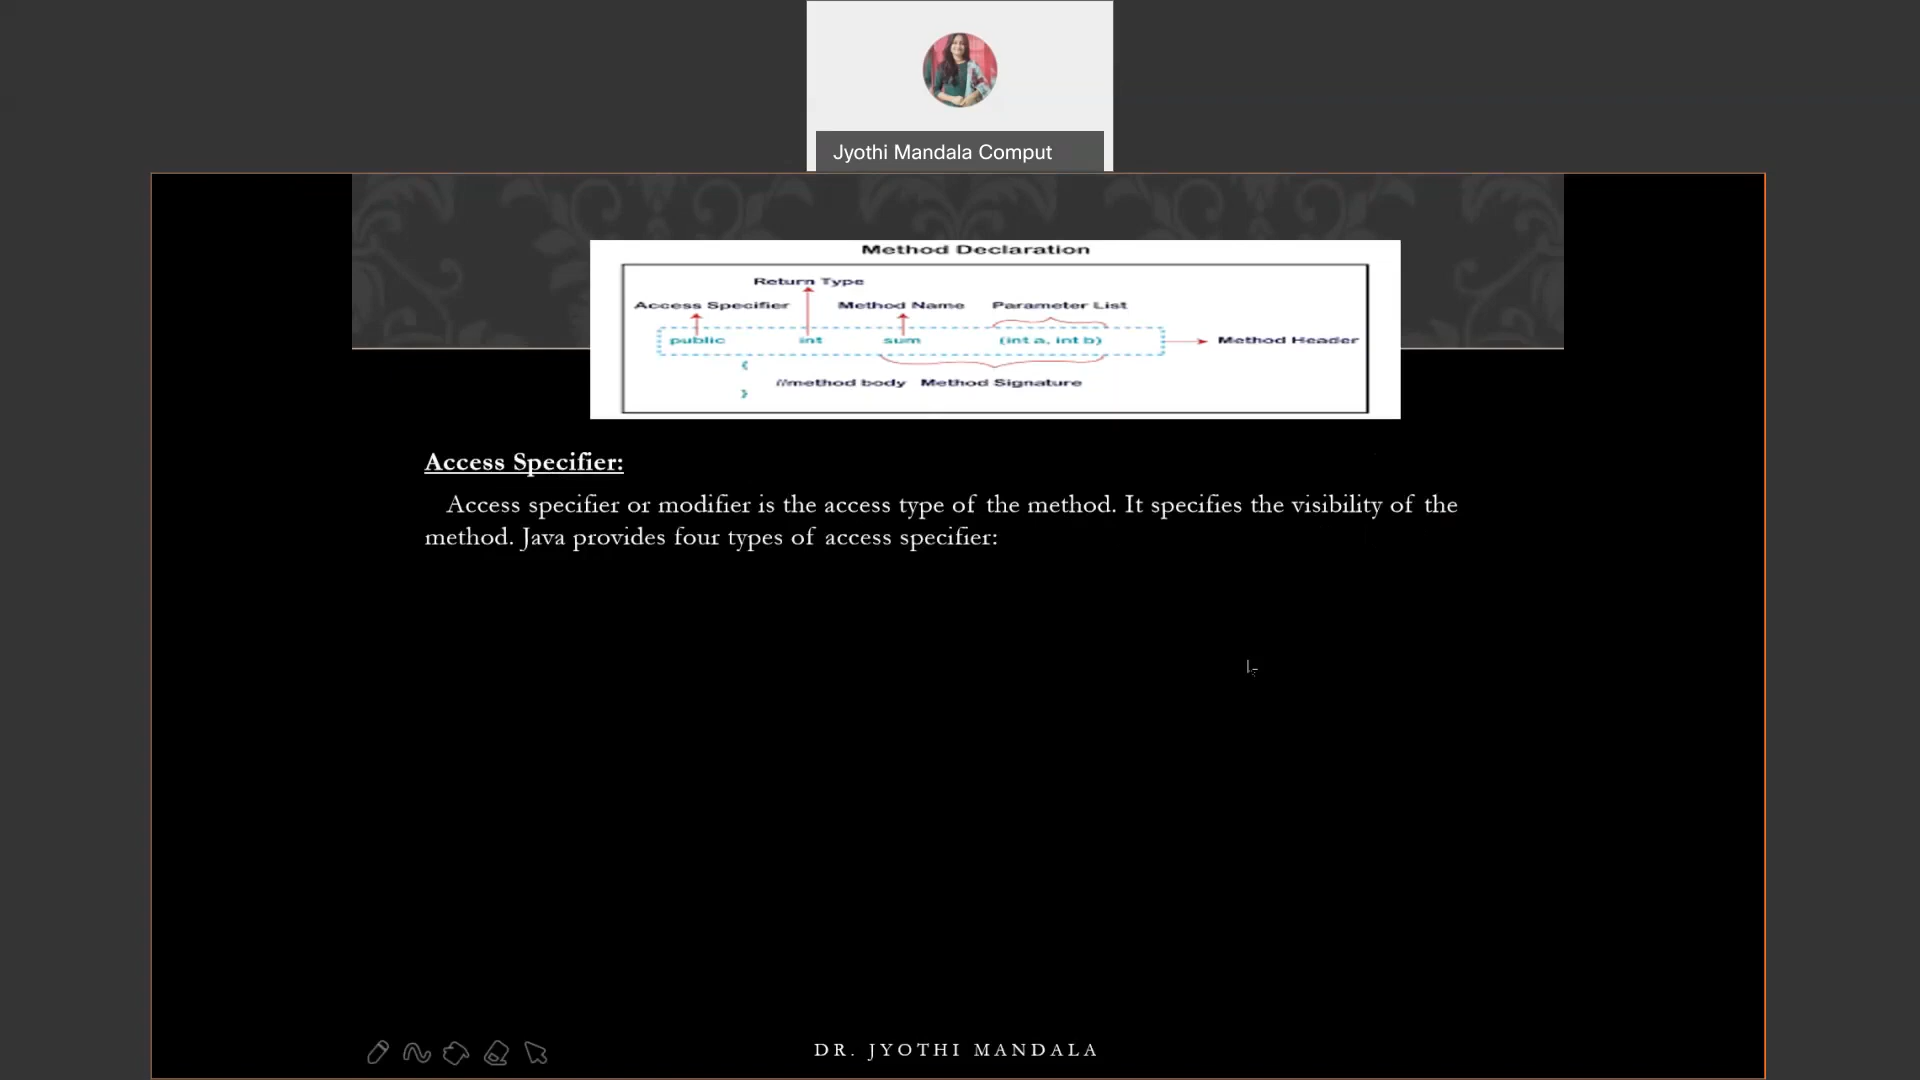 Jyothi Mandala Comput
Method Declaration
Return Type
Access Specifier Method Name Parameter List
public int sum (int a, int b) Method Header
{
//method body Method Signature
}
Access Specifier:
Access specifier or modifier is the access type of the method. It specifies the visibility of the
method. Java provides four types of access specifier:
DR. JYOTHI MANDALA